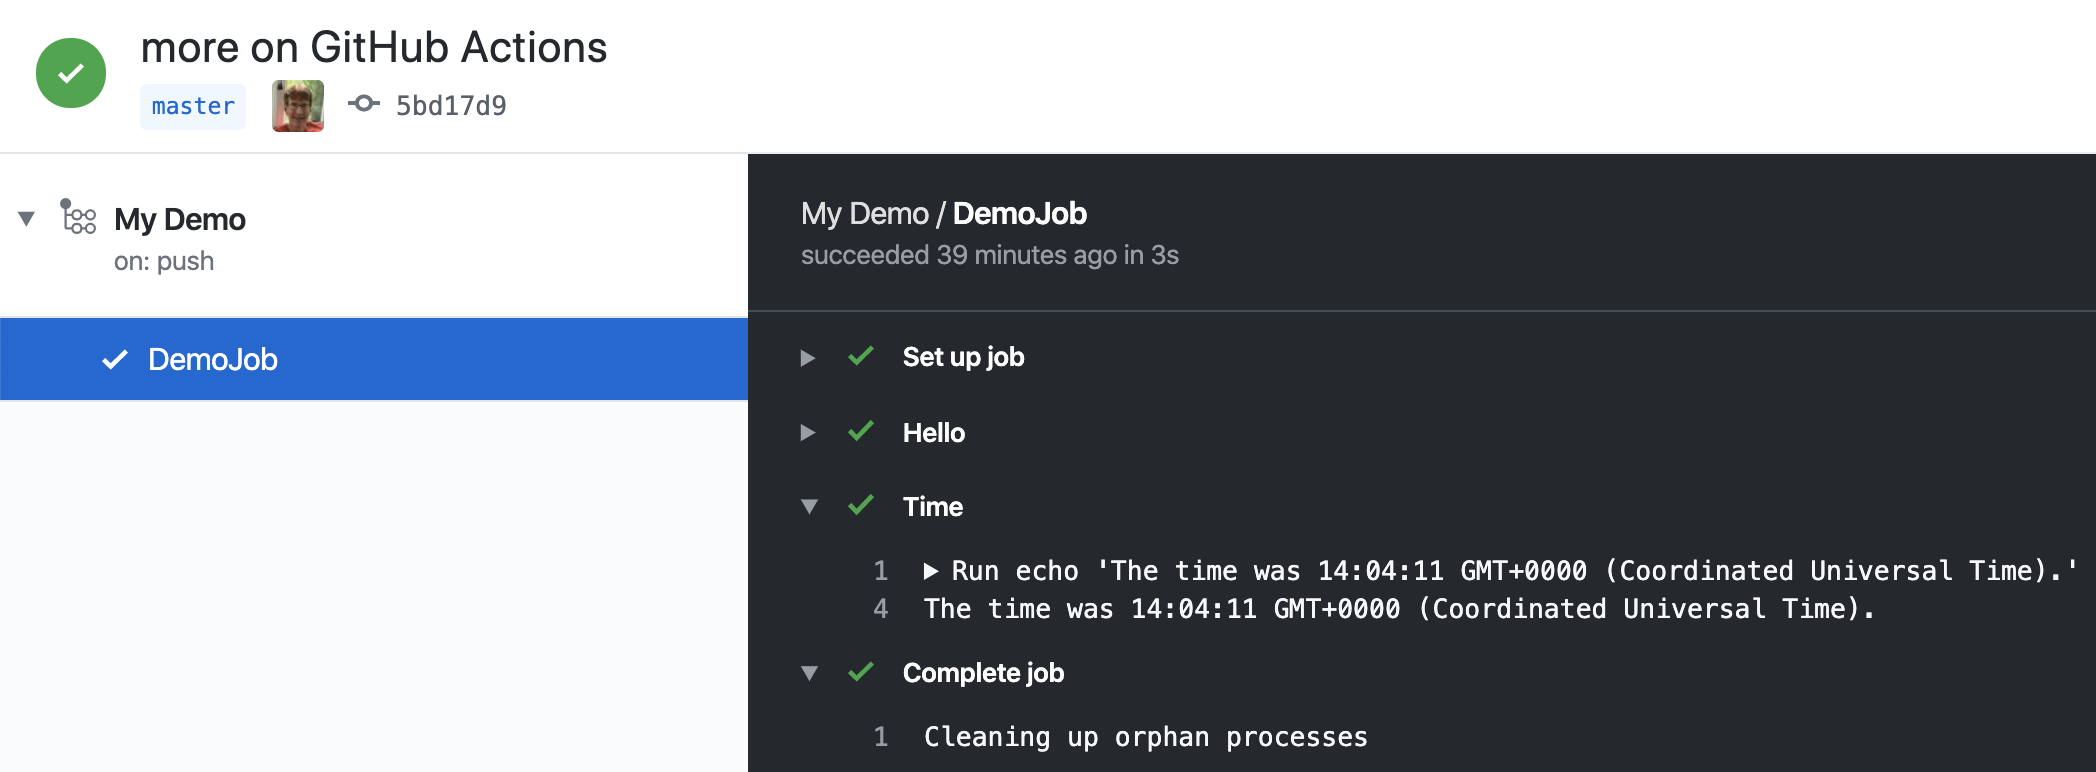 more on GitHub Actions
master 5bd17d9
My Demo
on: push
DemoJob
My Demo / DemoJob
succeeded 39 minutes ago in 3s
Set up job
Hello
Time
1 Run echo 'The time was 14:04:11 GMT+0000 (Coordinated Universal Time).'
4 The time was 14:04:11 GMT+0000 (Coordinated Universal Time).
Complete job
1 Cleaning up orphan processes